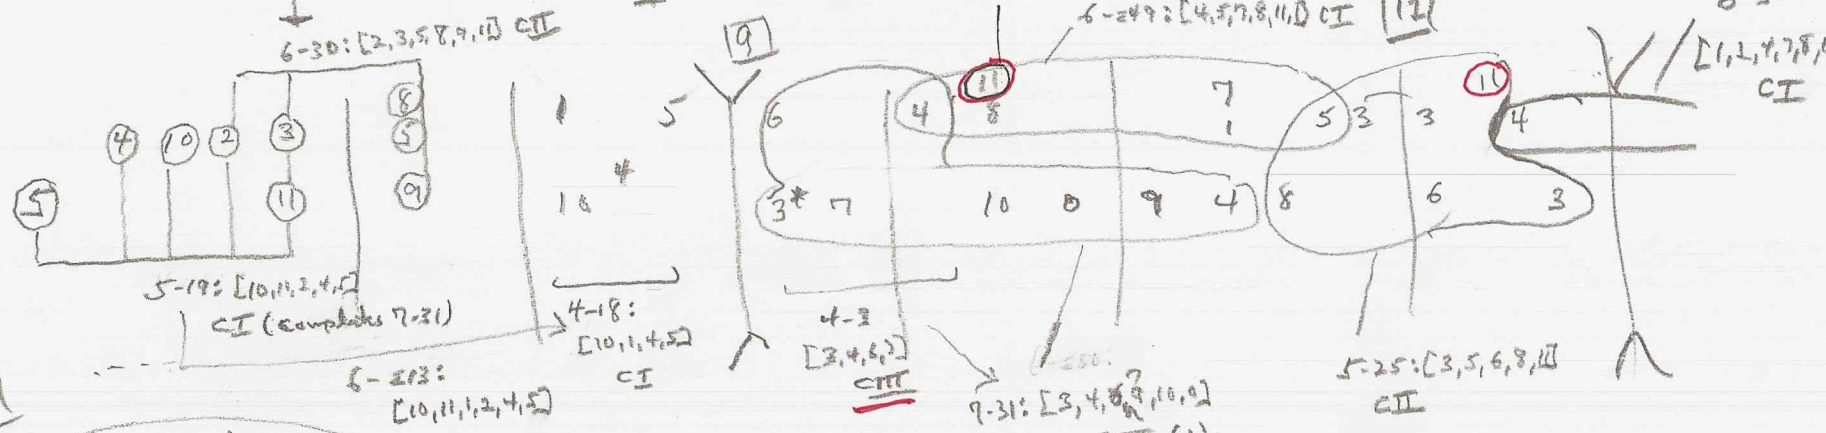 6-30: [2,3,5,8,9,11] CII
9
6-z49: [4,5,7,8,11,1] CI
12
[1,2,4,7,8,
CI
8
1 5
11
7
11
4 10 2 3 5
6 4 8 1 5 3 3 4
4
5 11 9
10
3* 7 10 0 9 4 8 6 3
5-19: [10,11,2,4,5]
CI (completes 7-31)
4-18:
[10,1,4,5]
CI
4-3
[3,4,6,7]
CIII
6-z13:
[10,11,1,2,4,5]
7-31: [3,4,
,10,0]
5-25: [3,5,6,8,11]
CII